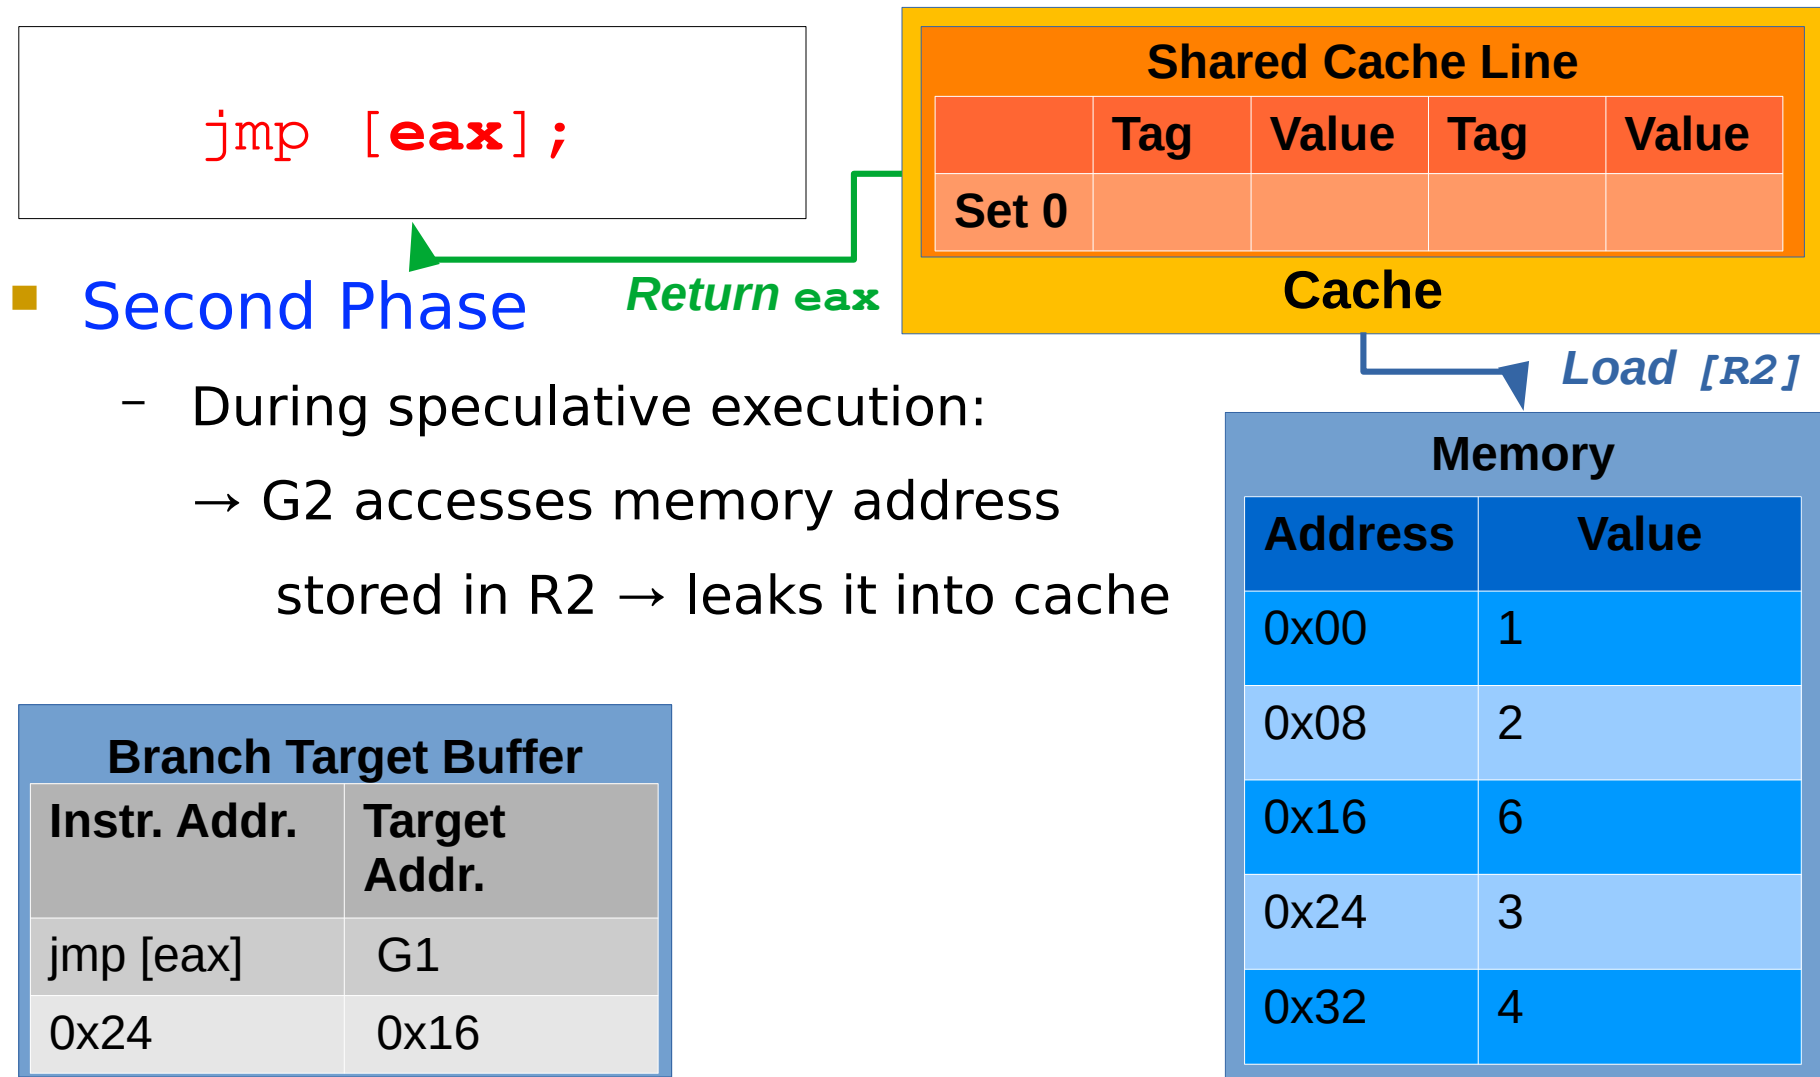 jmp [eax];
Shared Cache Line
Tag Value Tag Value
Set 0
Cache
Return eax
Load [R2]
■ Second Phase
– During speculative execution:
→ G2 accesses memory address
stored in R2 → leaks it into cache
Branch Target Buffer
Instr. Addr. Target
Addr.
jmp [eax] G1
0x24 0x16
Memory
Address Value
0x00 1
0x08 2
0x16 6
0x24 3
0x32 4